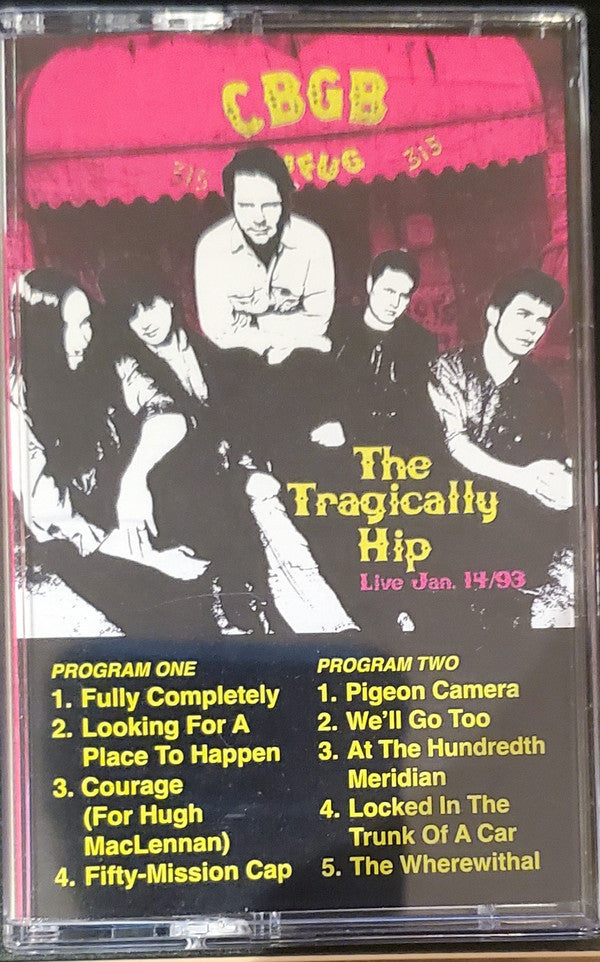 CBGB
315 OMFUG 315
The
Tragically
Hip
Live Jan. 14/93
PROGRAM ONE
1. Fully Completely
2. Looking For A
Place To Happen
3. Courage
(For Hugh
MacLennan)
4. Fifty-Mission Cap
PROGRAM TWO
1. Pigeon Camera
2. We'll Go Too
3. At The Hundredth
Meridian
4. Locked In The
Trunk Of A Car
5. The Wherewithal